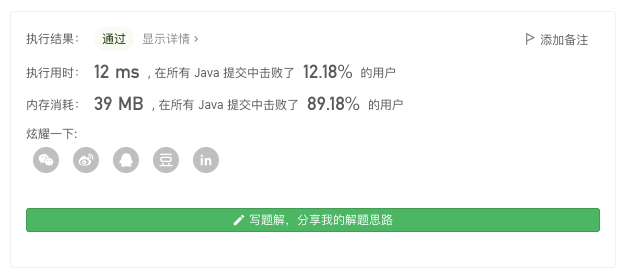 执行结果： 通过 显示详情 › 添加备注
执行用时： 12 ms ，在所有 Java 提交中击败了 12.18% 的用户
内存消耗： 39 MB ，在所有 Java 提交中击败了 89.18% 的用户
炫耀一下:
豆 in
写题解，分享我的解题思路